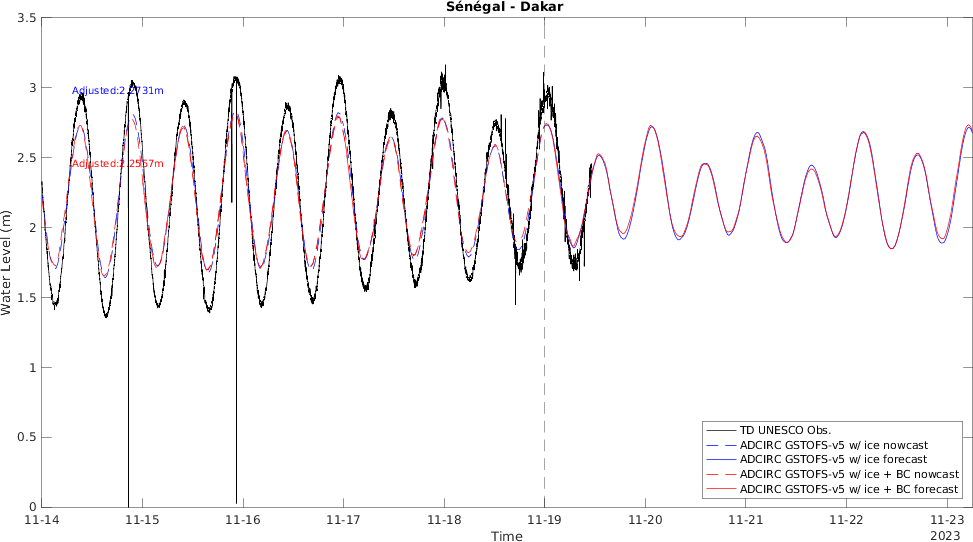 Sénégal - Dakar
3.5
3
2.5
2
1.5
1
0.5
0
Water Level (m)
Adjusted:2.2731m
Adjusted:2.2557m
TD UNESCO Obs.
ADCIRC GSTOFS-v5 w/ ice nowcast
ADCIRC GSTOFS-v5 w/ ice forecast
ADCIRC GSTOFS-v5 w/ ice + BC nowcast
ADCIRC GSTOFS-v5 w/ ice + BC forecast
11-14 11-15 11-16 11-17 11-18 11-19 11-20 11-21 11-22 11-23
Time 2023